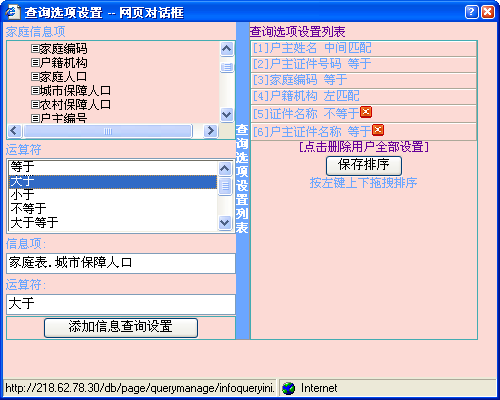 查询选项设置 -- 网页对话框
家庭信息项
家庭编码
户籍机构
家庭人口
城市保障人口
农村保障人口
户主编号
运算符
等于
大于
小于
不等于
大于等于
信息项:
家庭表.城市保障人口
运算符:
大于
添加信息查询设置
查询选项设置列表
查询选项设置列表
[1]户主姓名 中间匹配
[2]户主证件号码 等于
[3]家庭编码 等于
[4]户籍机构 左匹配
[5]证件名称 不等于
[6]户主证件名称 等于
[点击删除用户全部设置]
保存排序
按左键上下拖拽排序
http://218.62.78.30/db/page/querymanage/infoqueryini.
Internet